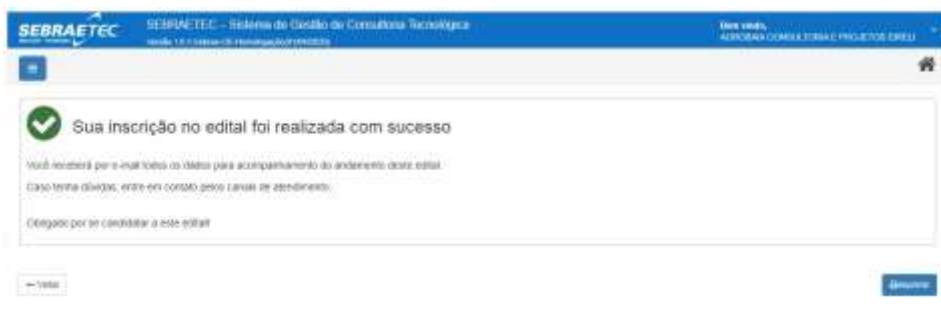 SEBRAETEC
SEBRAETEC - Sistema de Gestão de Consultoria Tecnológica
Bem vindo,
Sua inscrição no edital foi realizada com sucesso
Você receberá por e-mail todos os dados para acompanhamento do andamento deste edital.
Caso tenha dúvidas, entre em contato pelos canais de atendimento.
Obrigado por se candidatar a este edital!
Voltar